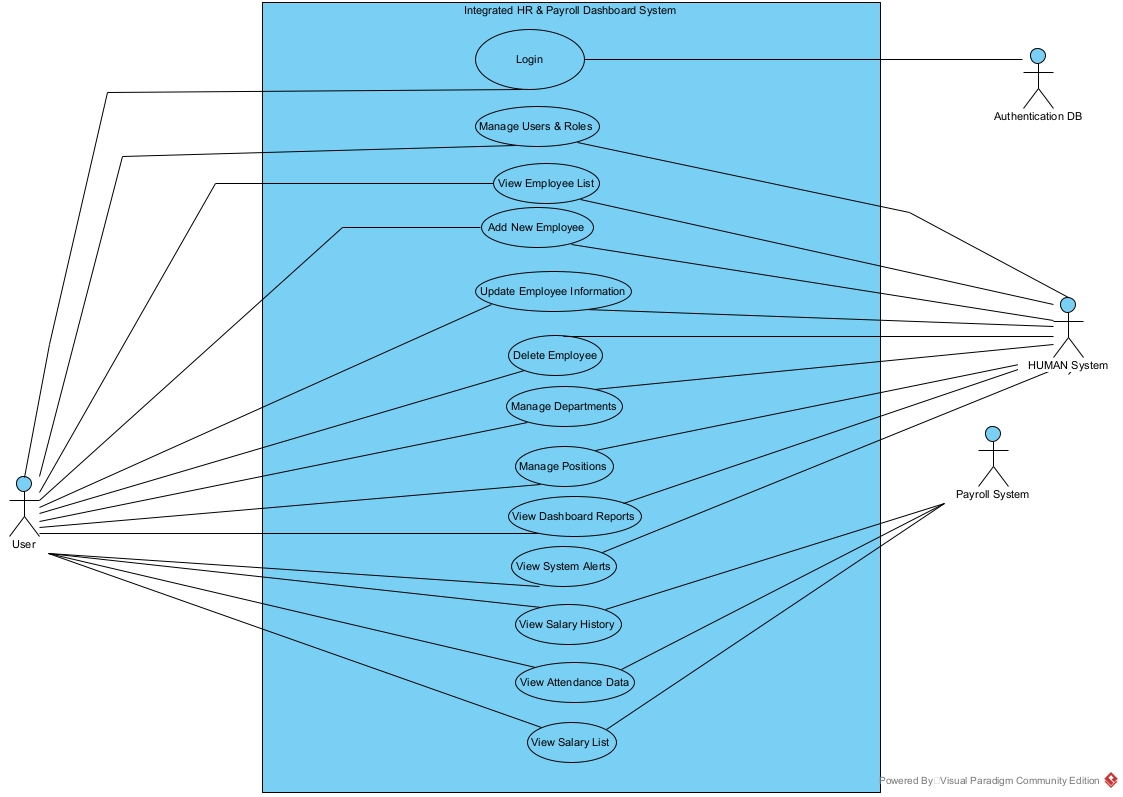 Integrated HR & Payroll Dashboard System
Login
Authentication DB
Manage Users & Roles
View Employee List
Add New Employee
Update Employee Information
Delete Employee
HUMAN System
Manage Departments
Manage Positions
Payroll System
View Dashboard Reports
User
View System Alerts
View Salary History
View Attendance Data
View Salary List
Powered By Visual Paradigm Community Edition